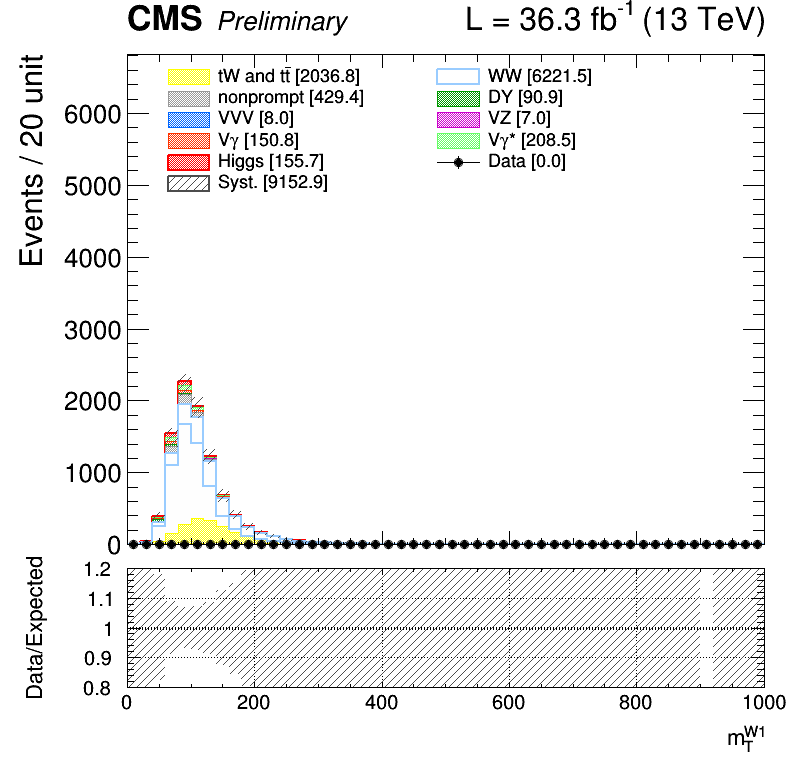 CMS Preliminary L = 36.3 fb⁻¹ (13 TeV)
Events / 20 unit
tW and tt̄ [2036.8]
nonprompt [429.4]
VVV [8.0]
Vγ [150.8]
Higgs [155.7]
Syst. [9152.9]
WW [6221.5]
DY [90.9]
VZ [7.0]
Vγ* [208.5]
Data [0.0]
6000
5000
4000
3000
2000
1000
0
Data/Expected
1.2
1.1
1
0.9
0.8
0 200 400 600 800 1000
m_T^W1